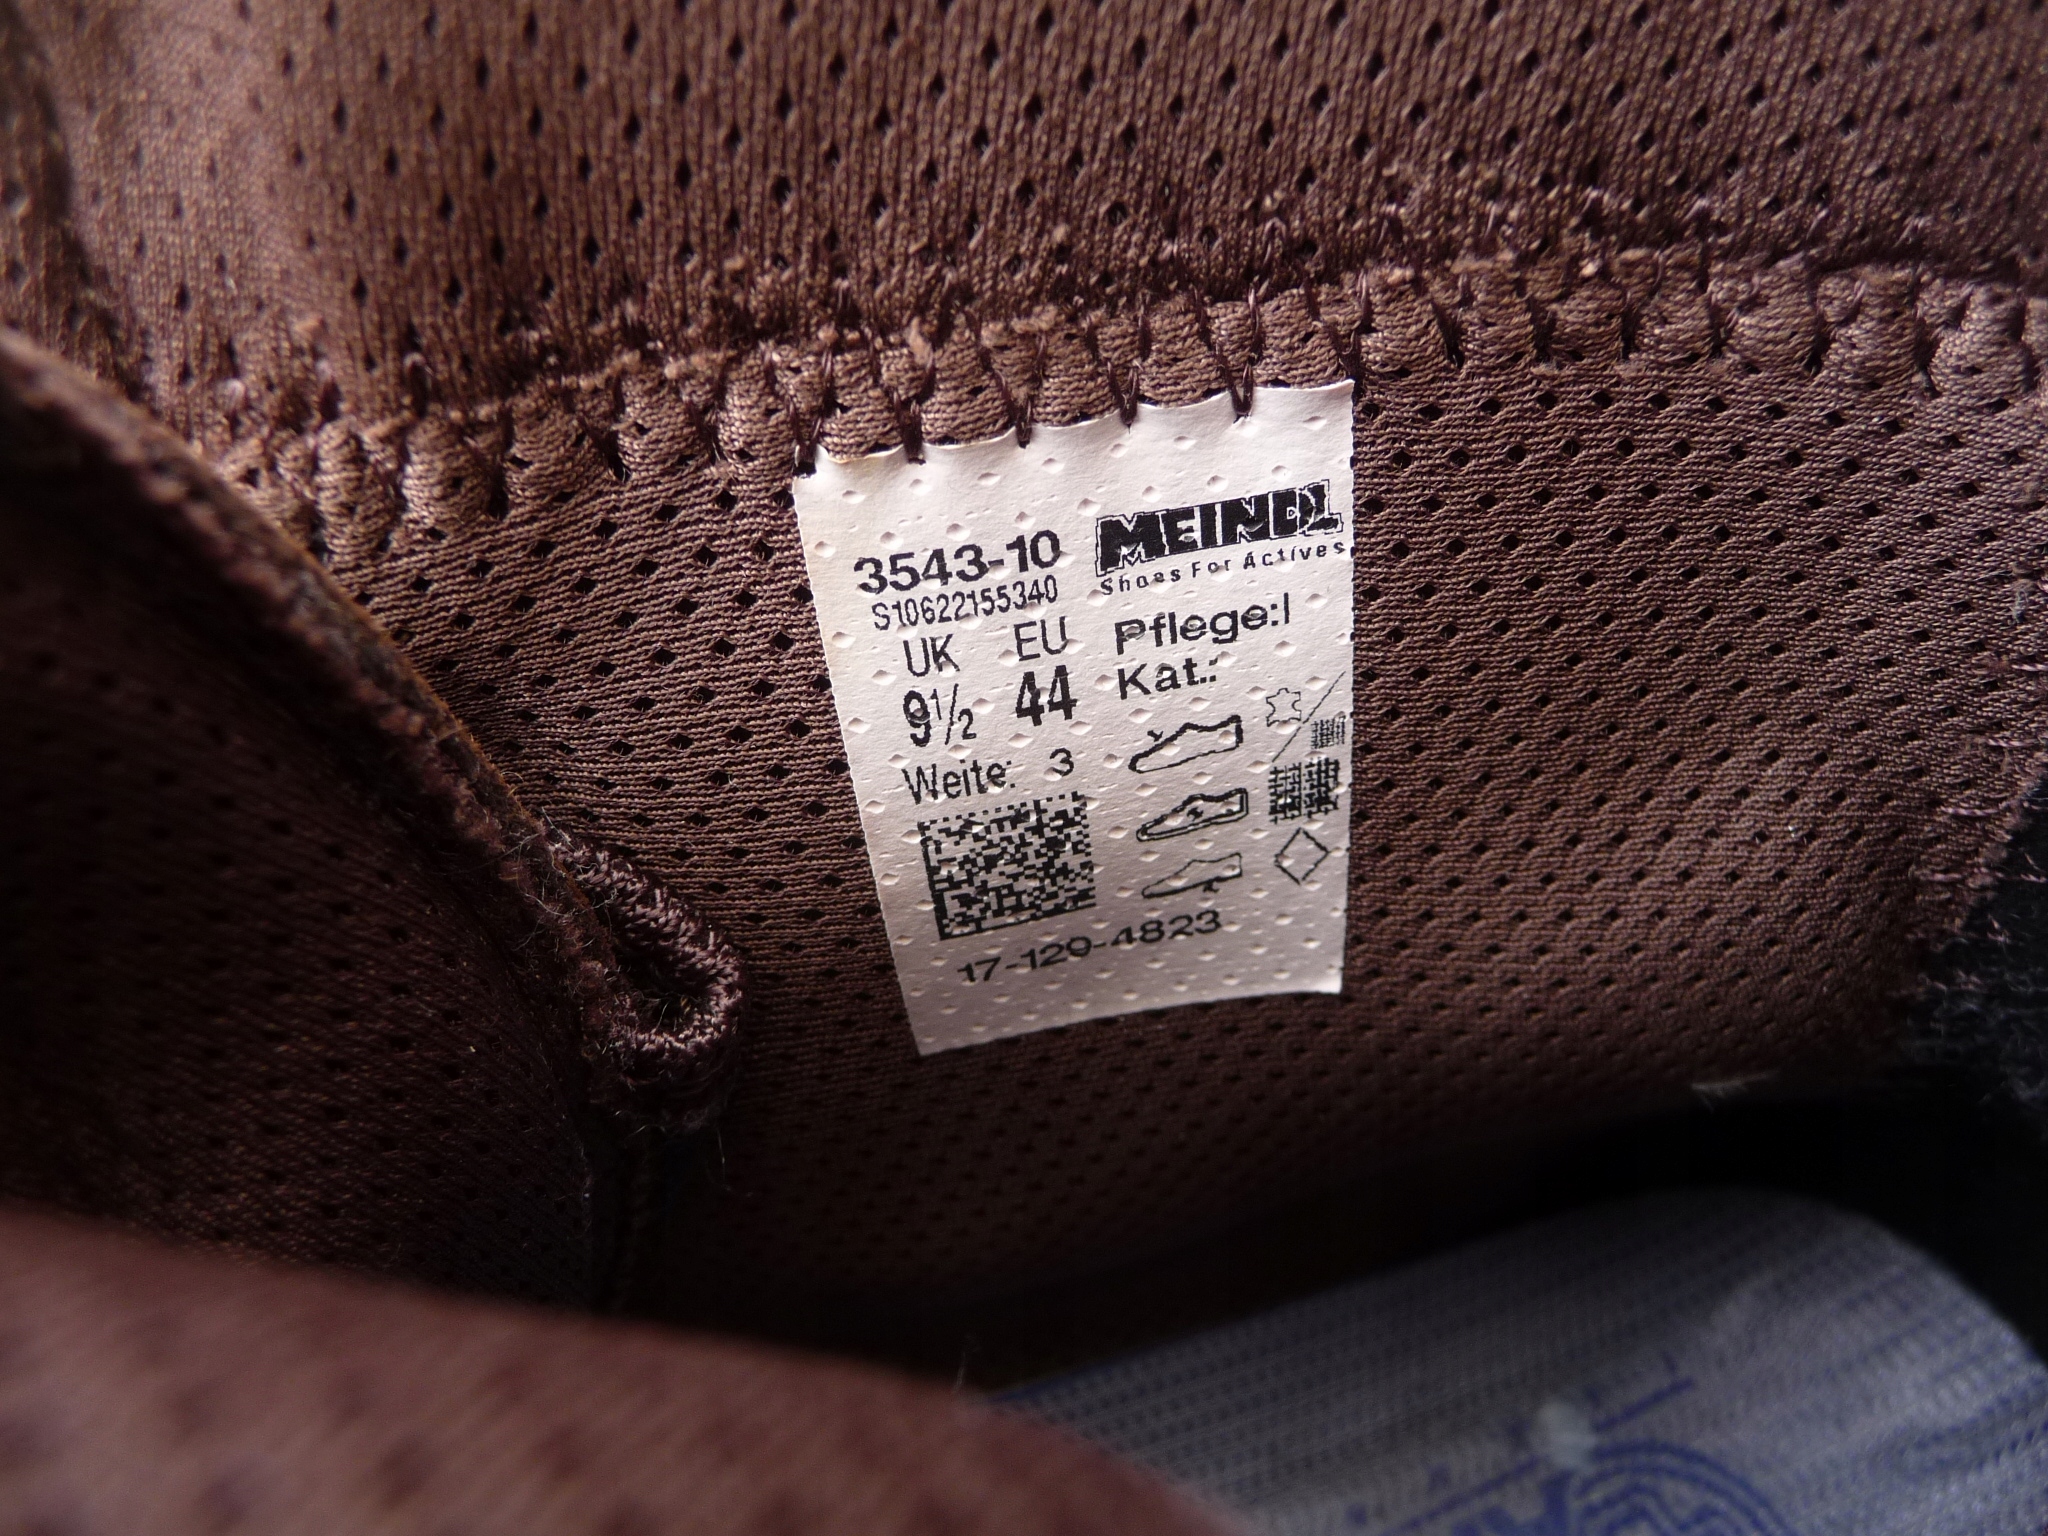 MEINDL
Shoes For Actives
3543-10
S10622155340
UK EU
9½ 44
Weite: 3
Pflege:I
Kat.:
17-129-4823